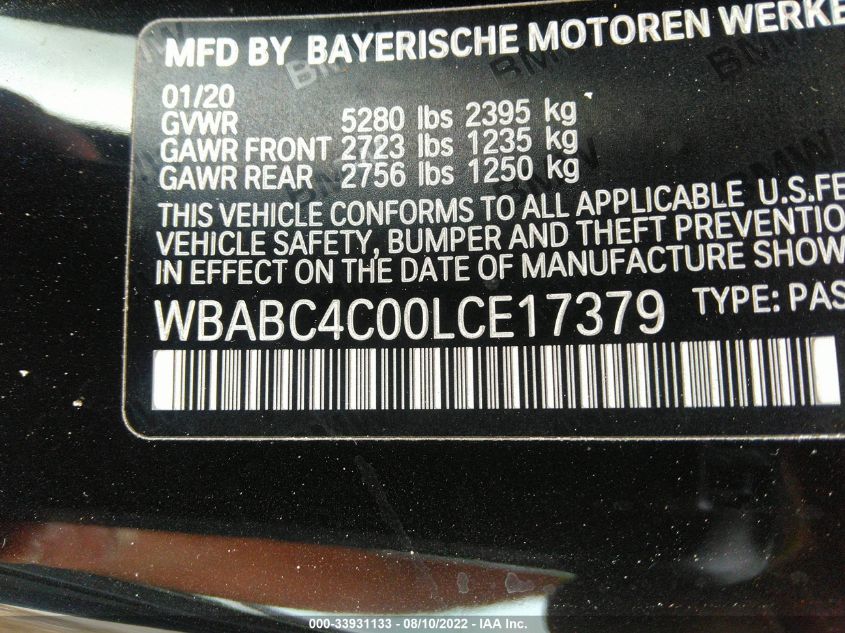 MFD BY BAYERISCHE MOTOREN WERKE
01/20
GVWR 5280 lbs 2395 kg
GAWR FRONT 2723 lbs 1235 kg
GAWR REAR 2756 lbs 1250 kg
THIS VEHICLE CONFORMS TO ALL APPLICABLE U.S.FE
VEHICLE SAFETY, BUMPER AND THEFT PREVENTIO
IN EFFECT ON THE DATE OF MANUFACTURE SHOW
WBABC4C00LCE17379 TYPE: PAS
000-33931133 - 08/10/2022 - © IAA Inc.